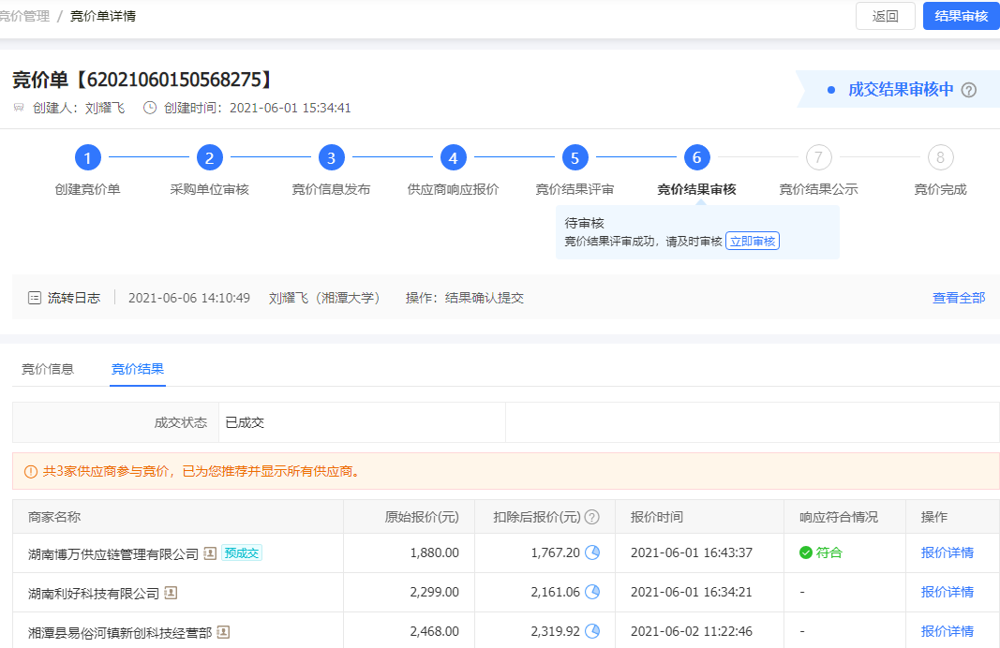 竞价管理 / 竞价单详情
返回 结果审核
竞价单【62021060150568275】
创建人：刘耀飞 创建时间：2021-06-01 15:34:41
成交结果审核中 ?
1 2 3 4 5 6 7 8
创建竞价单 采购单位审核 竞价信息发布 供应商响应报价 竞价结果评审 竞价结果审核 竞价结果公示 竞价完成
待审核
竞价结果评审成功，请及时审核 立即审核
流转日志 2021-06-06 14:10:49 刘耀飞（湘潭大学） 操作：结果确认提交 查看全部
竞价信息 竞价结果
成交状态 已成交
共3家供应商参与竞价，已为您推荐并显示所有供应商。
商家名称 原始报价(元) 扣除后报价(元) ? 报价时间 响应符合情况 操作
湖南博万供应链管理有限公司 预成交 1,880.00 1,767.20 2021-06-01 16:43:37 符合 报价详情
湖南利好科技有限公司 2,299.00 2,161.06 2021-06-01 16:34:21 - 报价详情
湘潭县易俗河镇新创科技经营部 2,468.00 2,319.92 2021-06-02 11:22:46 - 报价详情